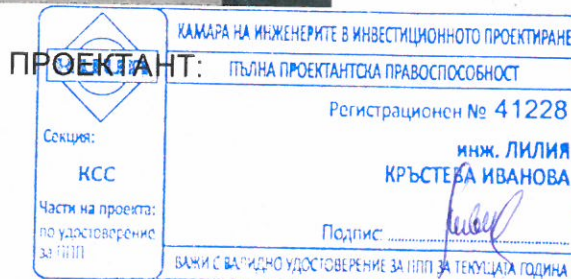 КАМАРА НА ИНЖЕНЕРИТЕ В ИНВЕСТИЦИОННОТО ПРОЕКТИРАНЕ
ПРОЕКТАНТ:
ПЪЛНА ПРОЕКТАНТСКА ПРАВОСПОСОБНОСТ
Регистрационен № 41228
Секция:
КСС
инж. ЛИЛИЯ
КРЪСТЕВА ИВАНОВА
Части на проекта:
по удостоверение
за ППП
Подпис:
ВАЖИ С ВАЛИДНО УДОСТОВЕРЕНИЕ ЗА ППП ЗА ТЕКУЩАТА ГОДИНА